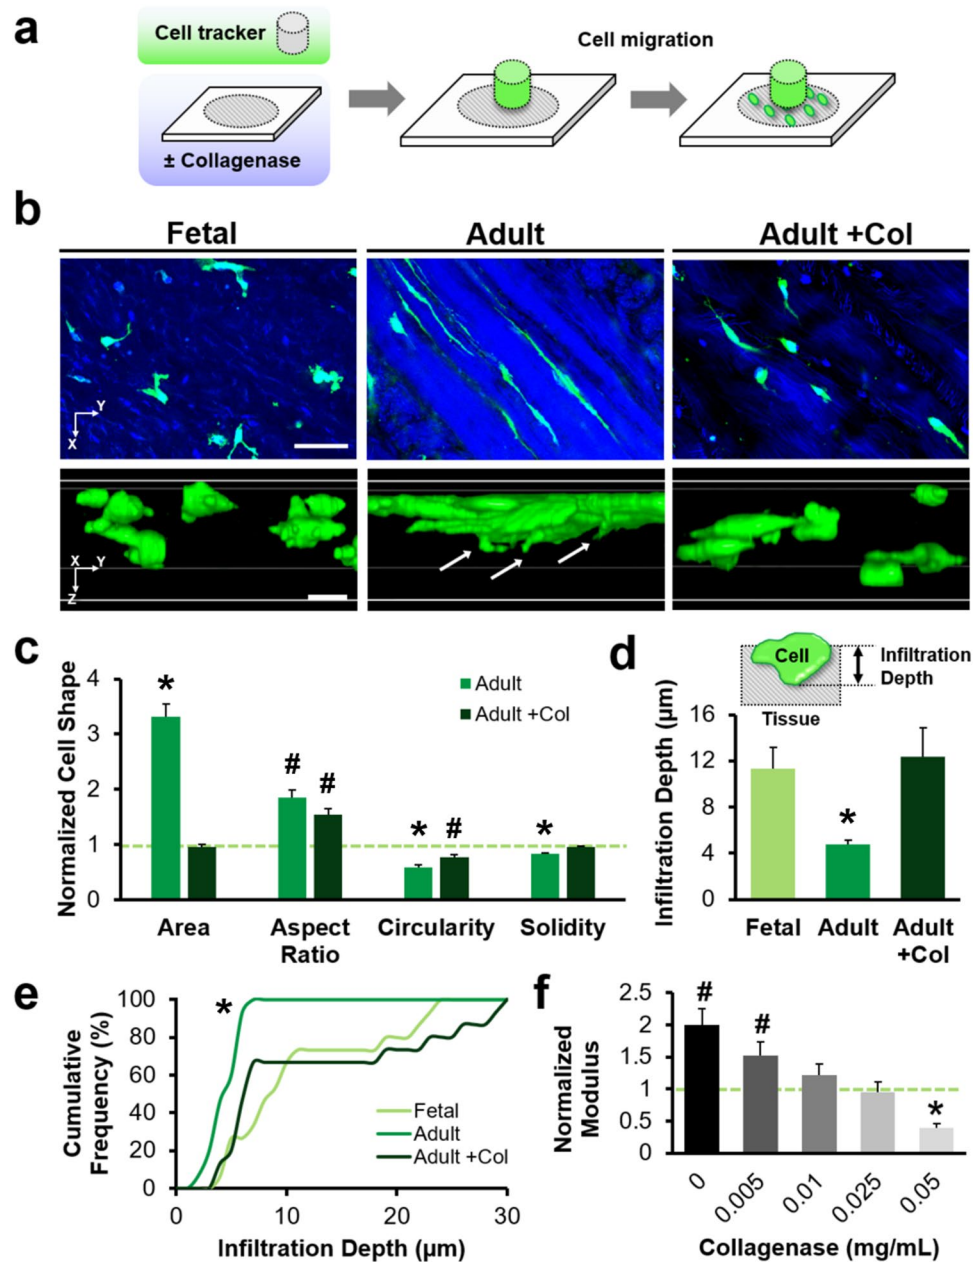 a
Cell tracker
± Collagenase
Cell migration
b
Fetal
Adult
Adult +Col
Y
X
X Y
Z
c
Normalized Cell Shape
4
3
2
1
0
*
#
#
*
#
*
Adult
Adult +Col
Area
Aspect
Ratio
Circularity
Solidity
d
Cell
Infiltration
Depth
Tissue
Infiltration Depth (µm)
16
12
8
4
0
*
Fetal
Adult
Adult
+Col
e
Cumulative
Frequency (%)
100
80
60
40
20
0
*
Fetal
Adult
Adult +Col
0
10
20
30
Infiltration Depth (µm)
f
Normalized
Modulus
2.5
2
1.5
1
0.5
0
#
#
*
0
0.005
0.01
0.025
0.05
Collagenase (mg/mL)